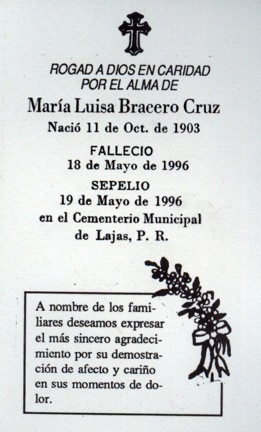 ROGAD A DIOS EN CARIDAD
POR EL ALMA DE
María Luisa Bracero Cruz
Nació 11 de Oct. de 1903
FALLECIO
18 de Mayo de 1996
SEPELIO
19 de Mayo de 1996
en el Cementerio Municipal
de Lajas, P. R.
A nombre de los fami-
liares deseamos expresar
el más sincero agradeci-
miento por su demostra-
ción de afecto y cariño
en sus momentos de do-
lor.